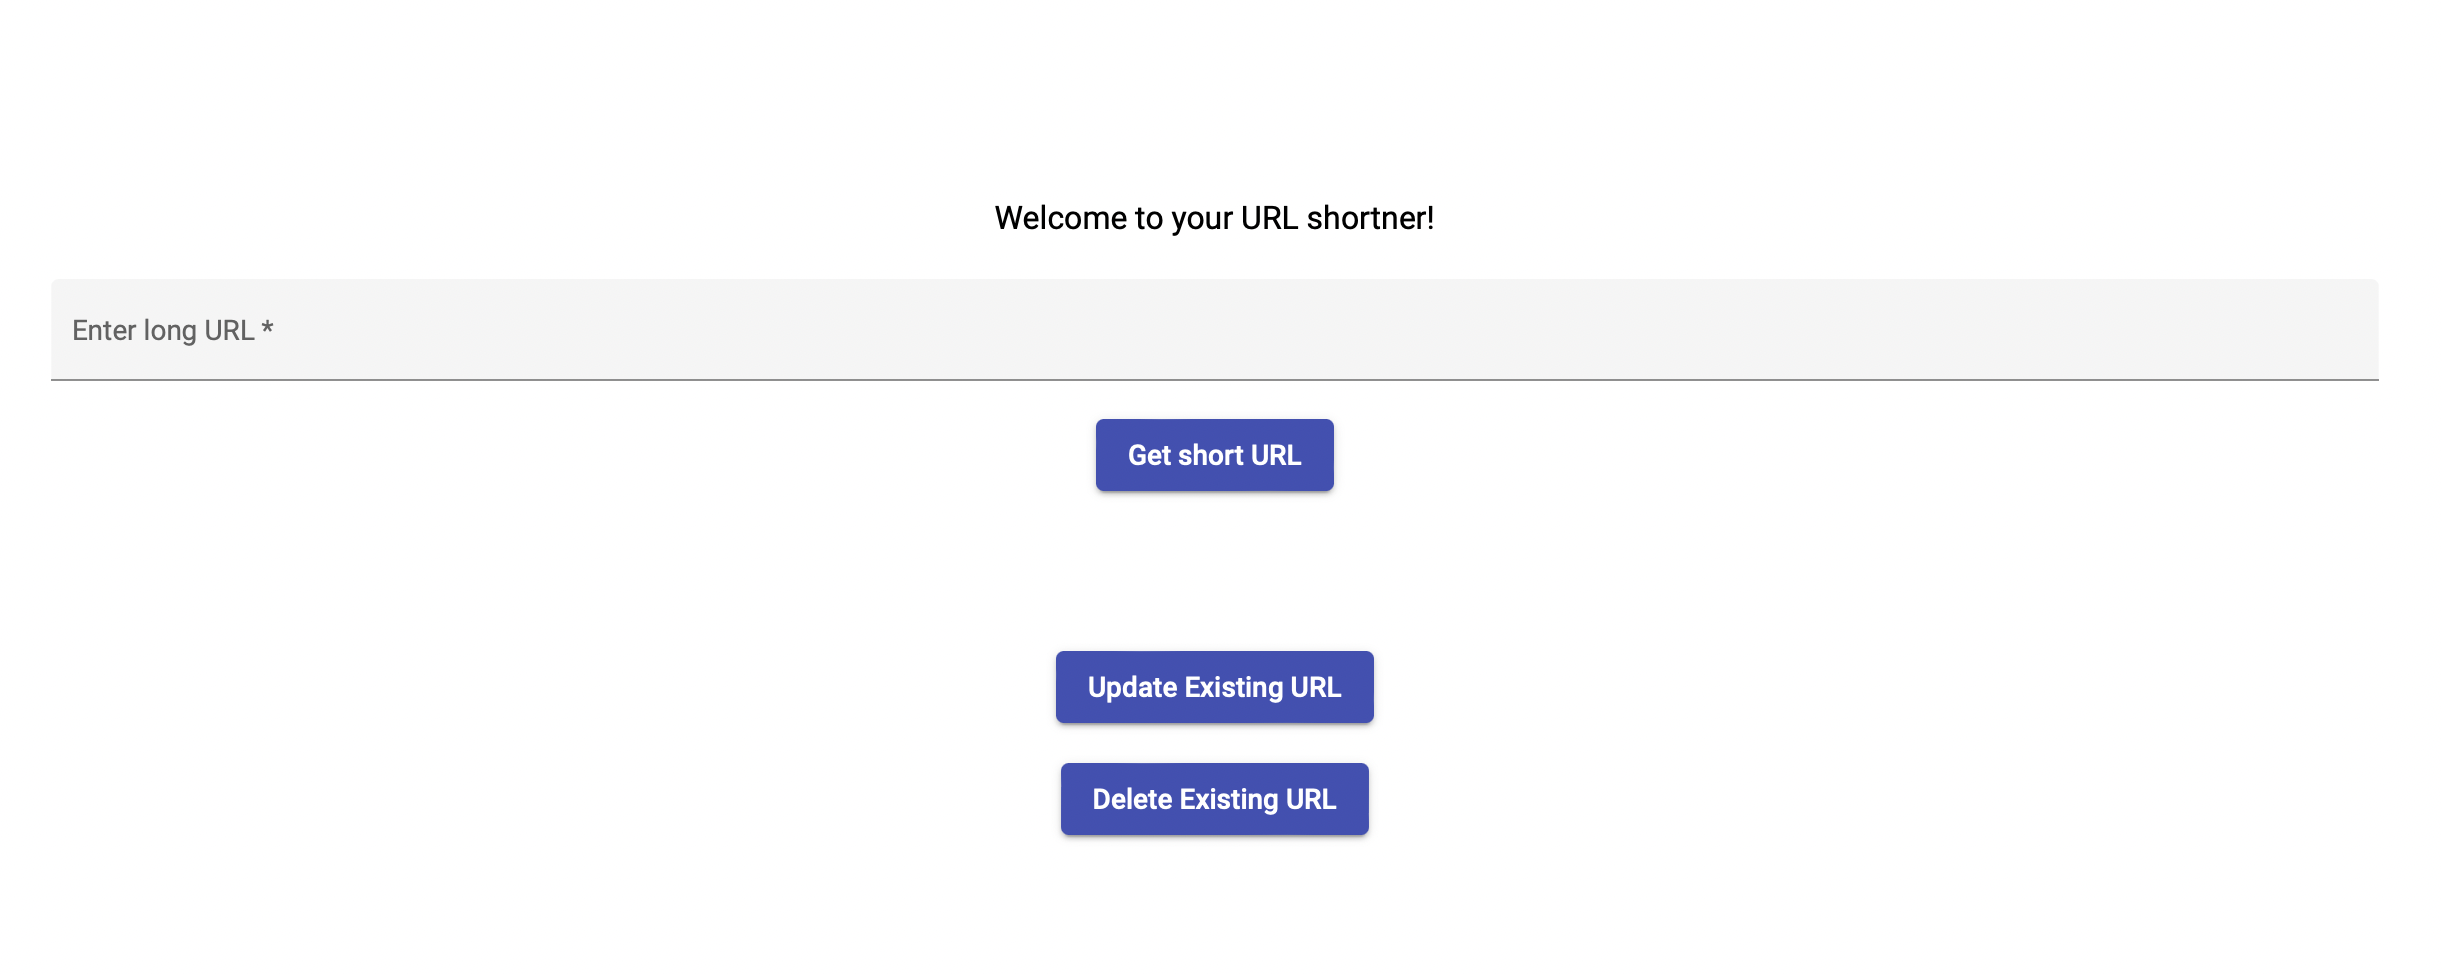 Welcome to your URL shortner!
Enter long URL *
Get short URL
Update Existing URL
Delete Existing URL